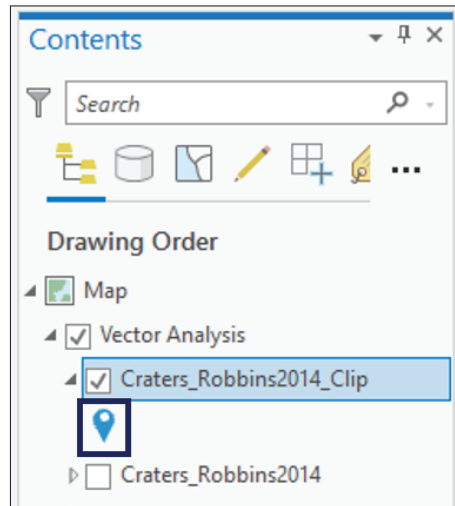 Contents
Search
Drawing Order
Map
Vector Analysis
Craters_Robbins2014_Clip
Craters_Robbins2014